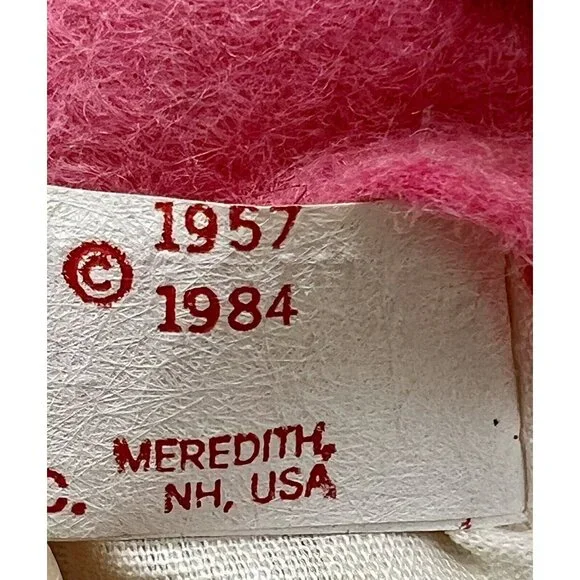 1957
© 1984
MEREDITH,
C. NH, USA